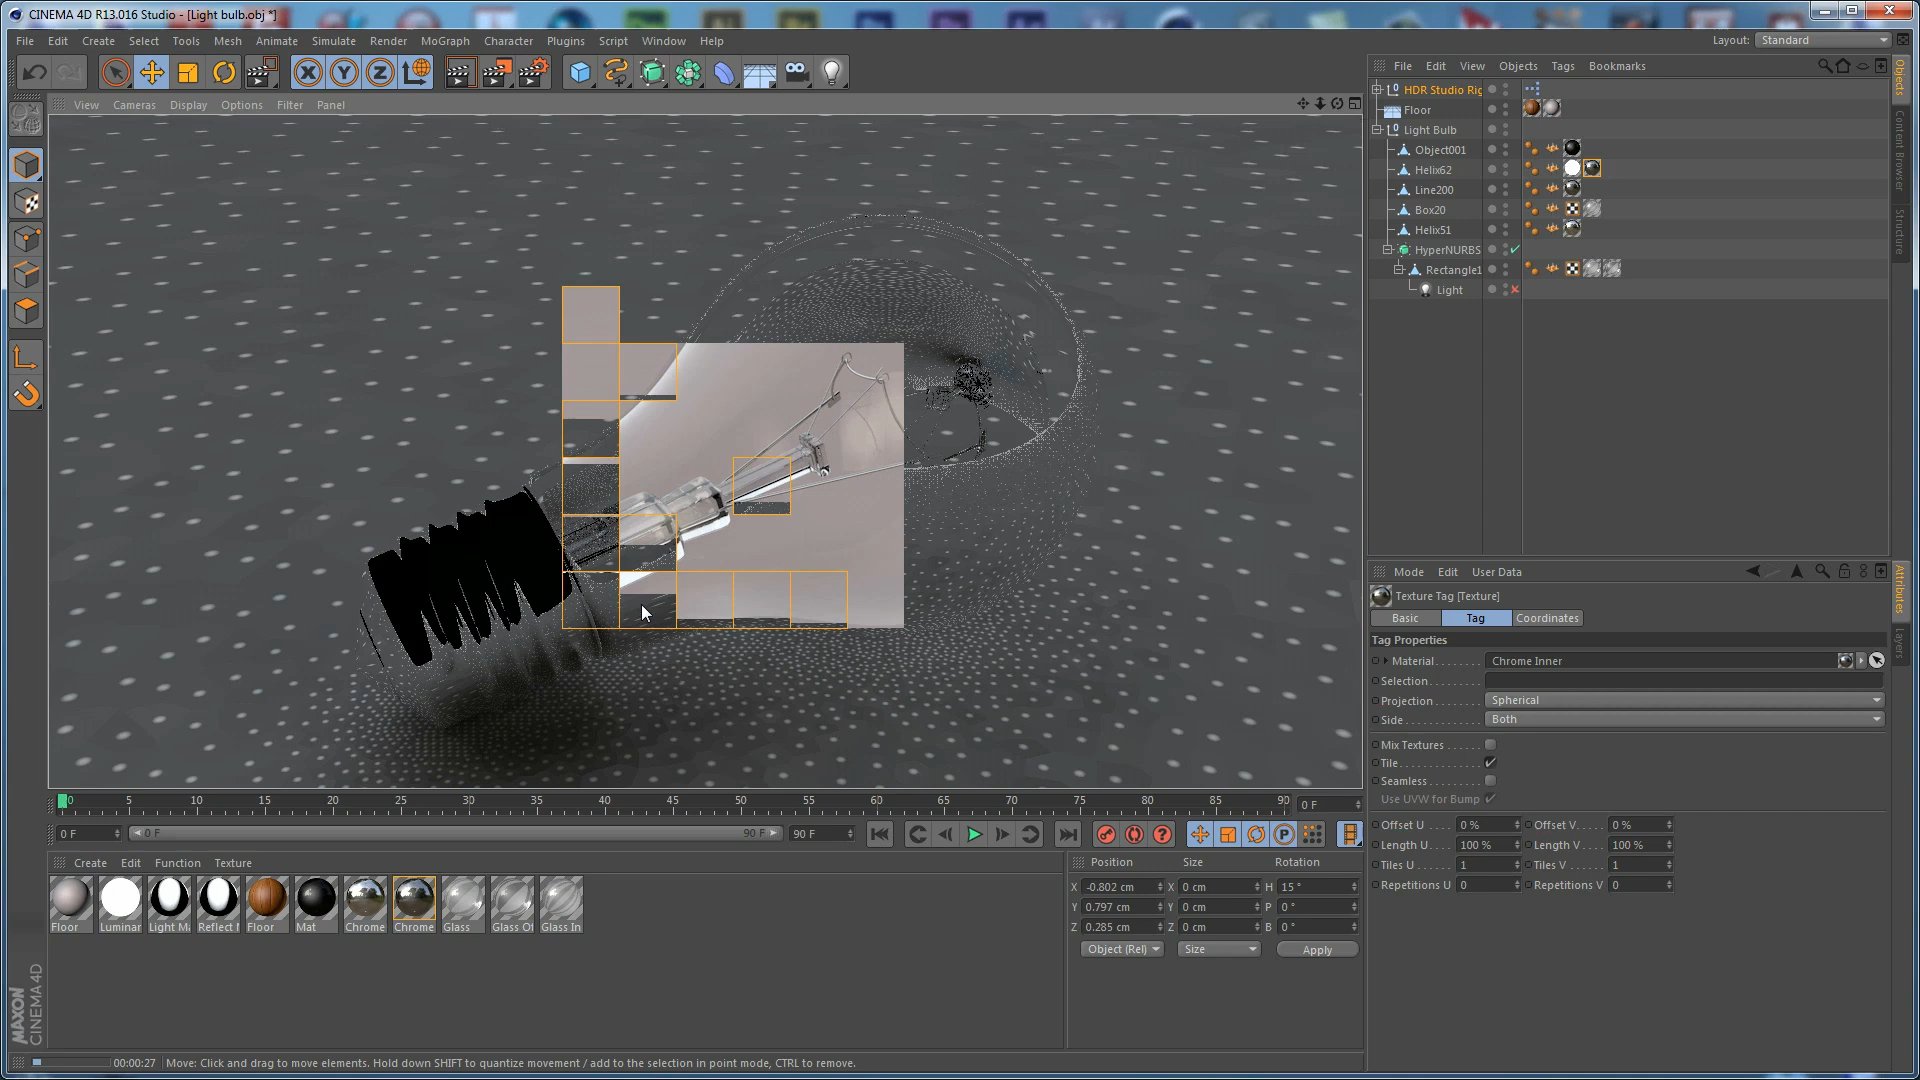 CINEMA 4D R13.016 Studio - [Light bulb.obj *]
File Edit Create Select Tools Mesh Animate Simulate Render MoGraph Character Plugins Script Window Help
Layout: Standard
View Cameras Display Options Filter Panel
File Edit View Objects Tags Bookmarks
HDR Studio Rig
Floor
Light Bulb
Object001
Helix62
Line200
Box20
Helix51
HyperNURBS
Rectangle1
Light
Objects
Content Browser
Structure
Mode Edit User Data
Texture Tag [Texture]
Basic Tag Coordinates
Tag Properties
Material Chrome Inner
Selection
Projection Spherical
Side Both
Mix Textures
Tile
Seamless
Use UVW for Bump
Offset U 0 % Offset V 0 %
Length U 100 % Length V 100 %
Tiles U 1 Tiles V 1
Repetitions U 0 Repetitions V 0
Attributes
Layers
0 5 10 15 20 25 30 35 40 45 50 55 60 65 70 75 80 85 90 0 F
0 F 0 F 90 F 90 F
Create Edit Function Texture
Floor Luminar Light Ma Reflect M Floor Mat Chrome Chrome Glass Glass Ou Glass In
Position Size Rotation
X -0.802 cm X 0 cm H 15 °
Y 0.797 cm Y 0 cm P 0 °
Z 0.285 cm Z 0 cm B 0 °
Object (Rel) Size Apply
MAXON
CINEMA 4D
00:00:27 Move: Click and drag to move elements. Hold down SHIFT to quantize movement / add to the selection in point mode, CTRL to remove.